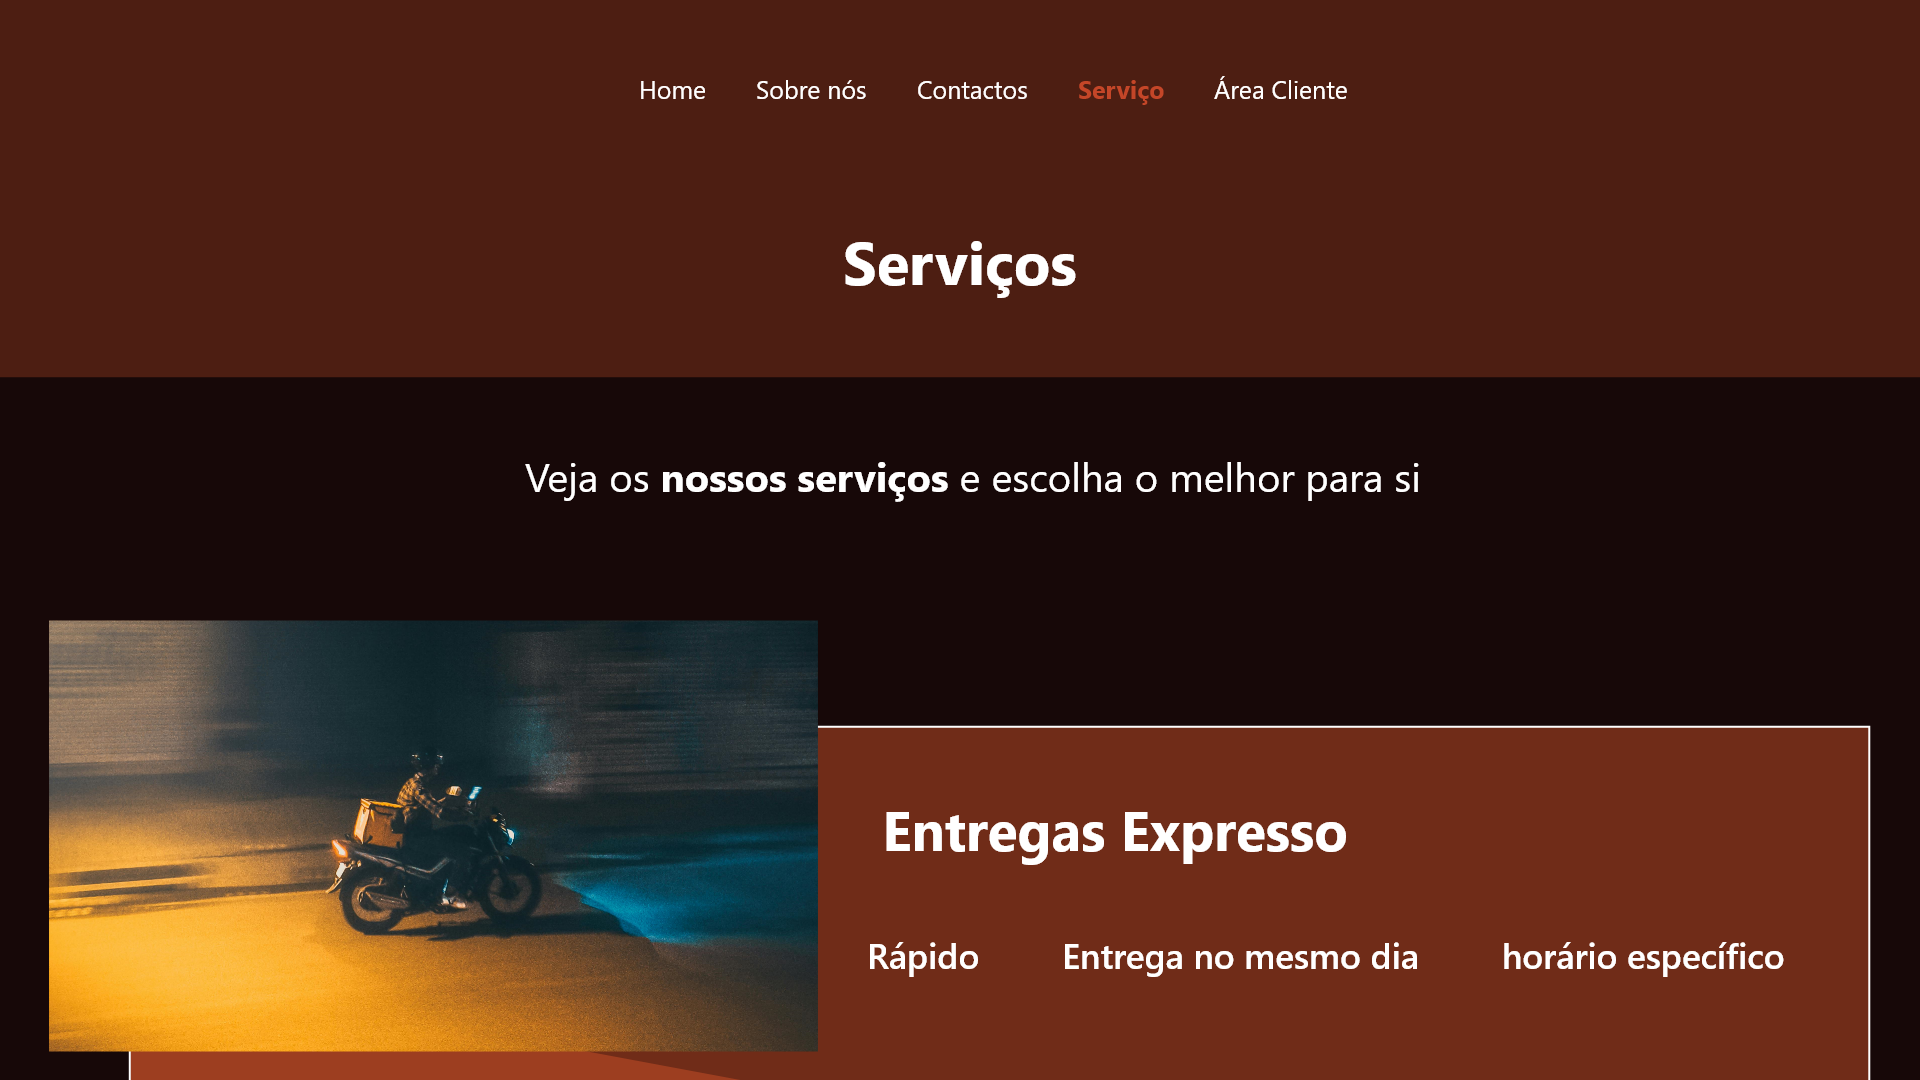 Home Sobre nós Contactos Serviço Área Cliente
Serviços
Veja os nossos serviços e escolha o melhor para si
Entregas Expresso
Rápido Entrega no mesmo dia horário específico